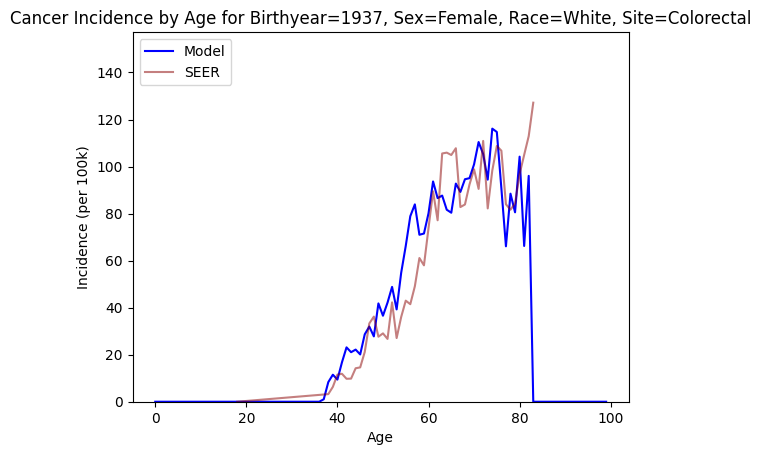 Cancer Incidence by Age for Birthyear=1937, Sex=Female, Race=White, Site=Colorectal
Model
SEER
Incidence (per 100k)
140
120
100
80
60
40
20
0
0 20 40 60 80 100
Age